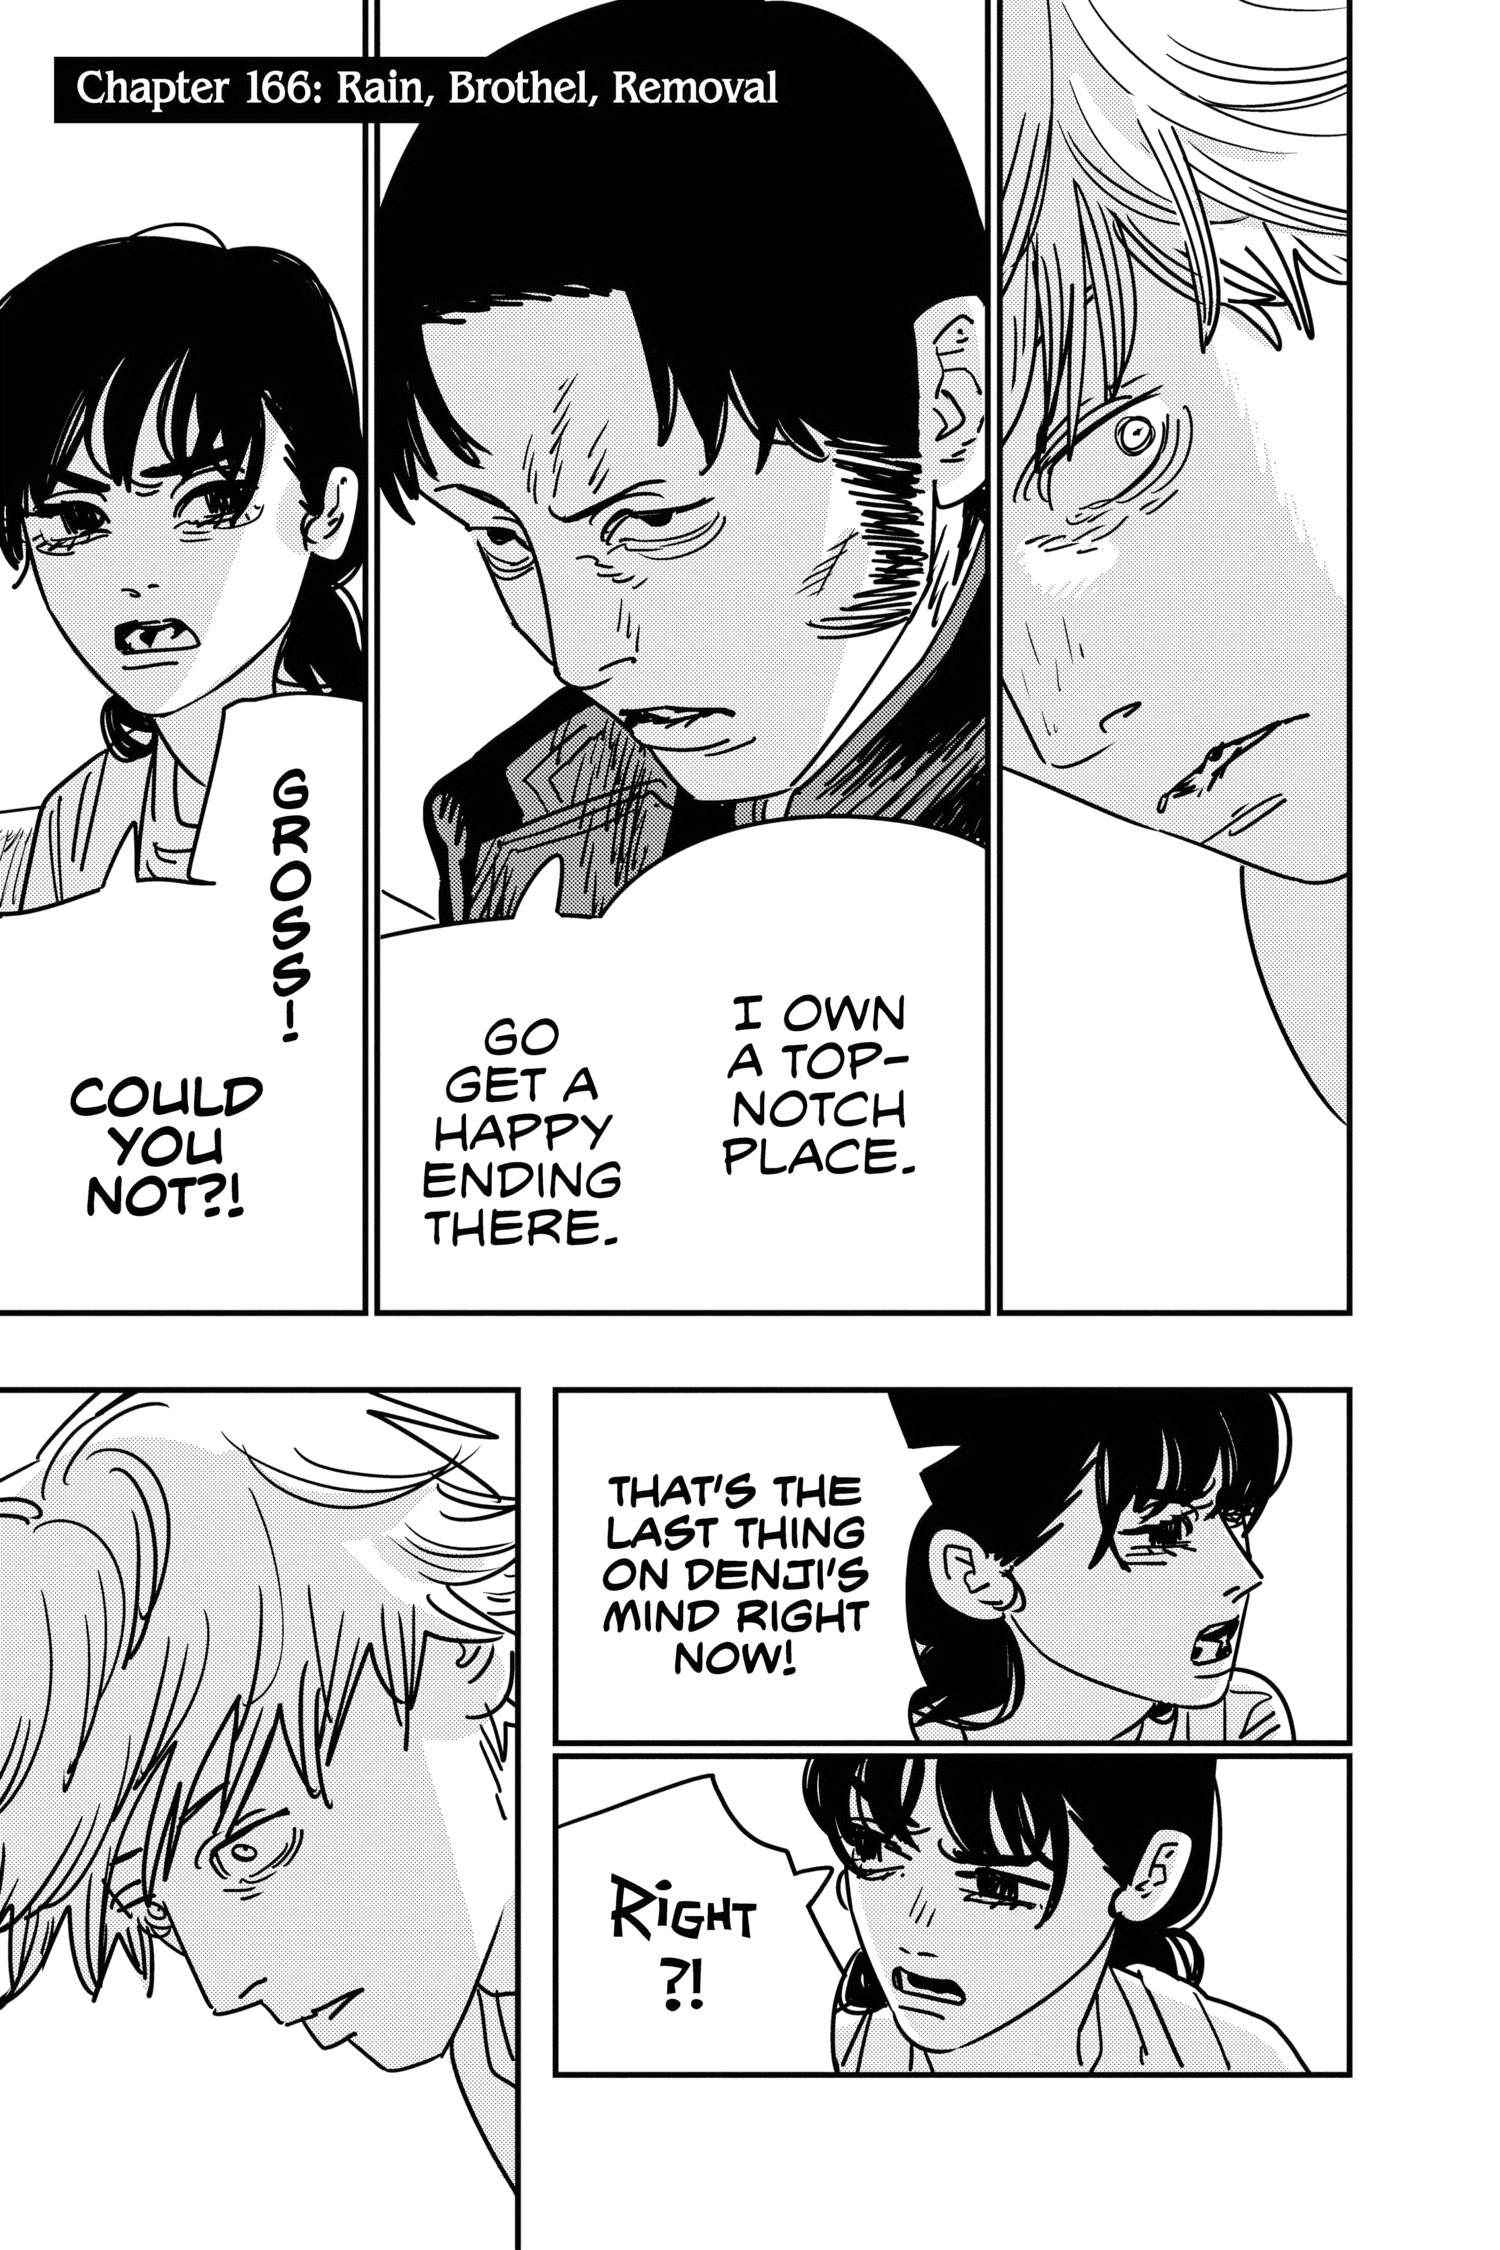 Chapter 166: Rain, Brothel, Removal
I OWN
A TOP-
NOTCH
PLACE.
GO
GET A
HAPPY
ENDING
THERE.
GROSS!
COULD
YOU
NOT?!
THAT'S THE
LAST THING
ON DENJI'S
MIND RIGHT
NOW!
RIGHT
?!